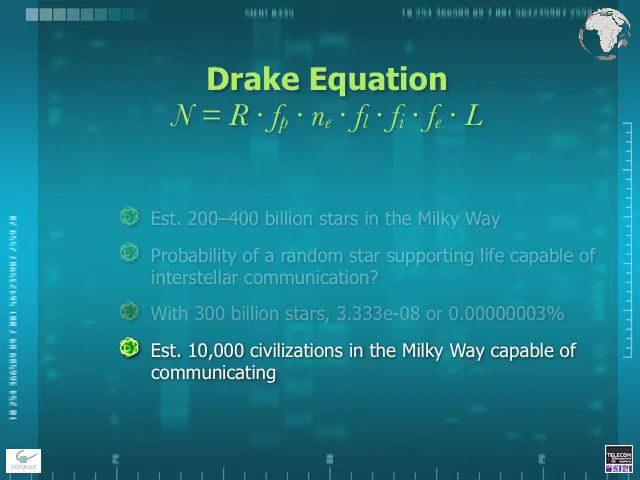 Drake Equation
N = R · fp · ne · fl · fi · fe · L
Est. 200–400 billion stars in the Milky Way
Probability of a random star supporting life capable of
interstellar communication?
With 300 billion stars, 3.333e-08 or 0.00000003%
Est. 10,000 civilizations in the Milky Way capable of
communicating
TELECOM